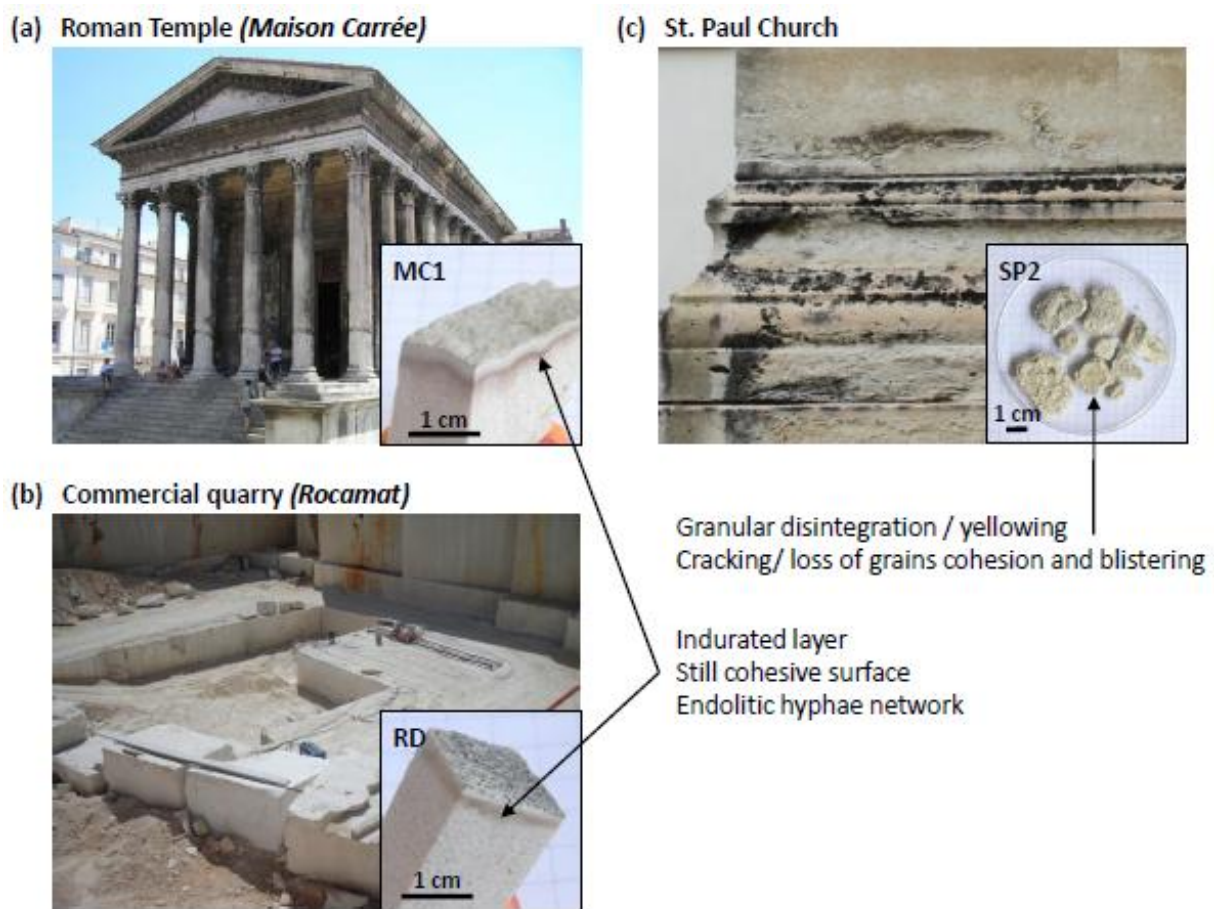 (a) Roman Temple (Maison Carrée)
MC1
1 cm
(b) Commercial quarry (Rocamat)
RD
1 cm
(c) St. Paul Church
SP2
1 cm
Granular disintegration / yellowing
Cracking/ loss of grains cohesion and blistering
Indurated layer
Still cohesive surface
Endolitic hyphae network